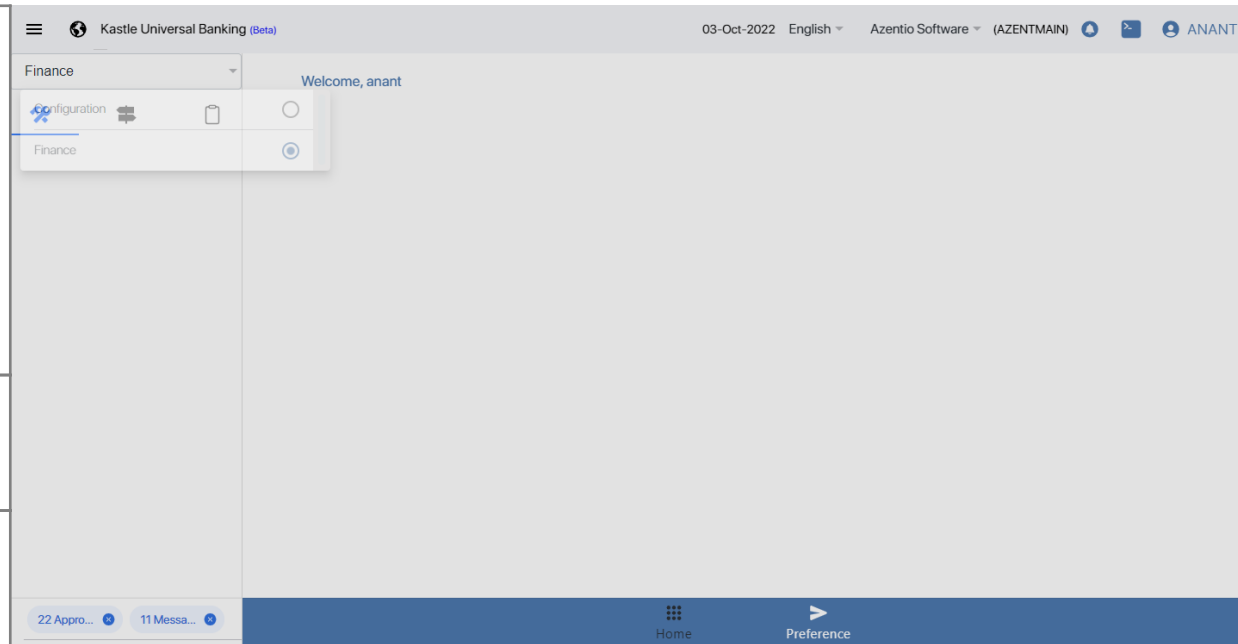 Kastle Universal Banking (Beta)
03-Oct-2022 English Azentio Software (AZENTMAIN) ANANT
Finance
Welcome, anant
Configuration
Finance
22 Appro... 11 Messa...
Home Preference